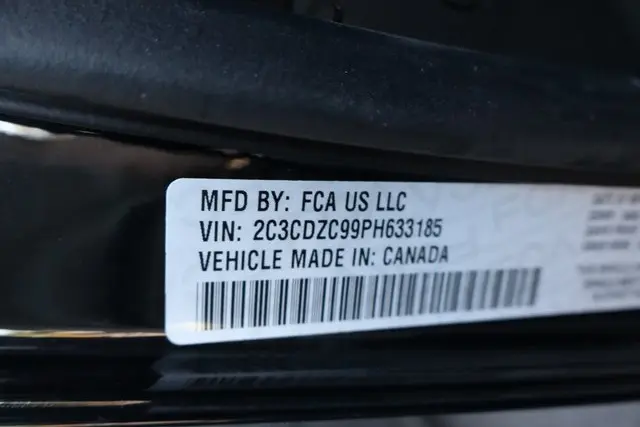 MFD BY: FCA US LLC
VIN: 2C3CDZC99PH633185
VEHICLE MADE IN: CANADA